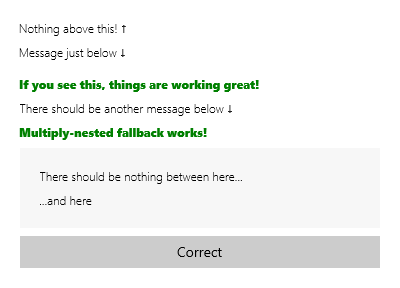 Nothing above this! ↑
Message just below ↓
If you see this, things are working great!
There should be another message below ↓
Multiply-nested fallback works!
There should be nothing between here...
...and here
Correct